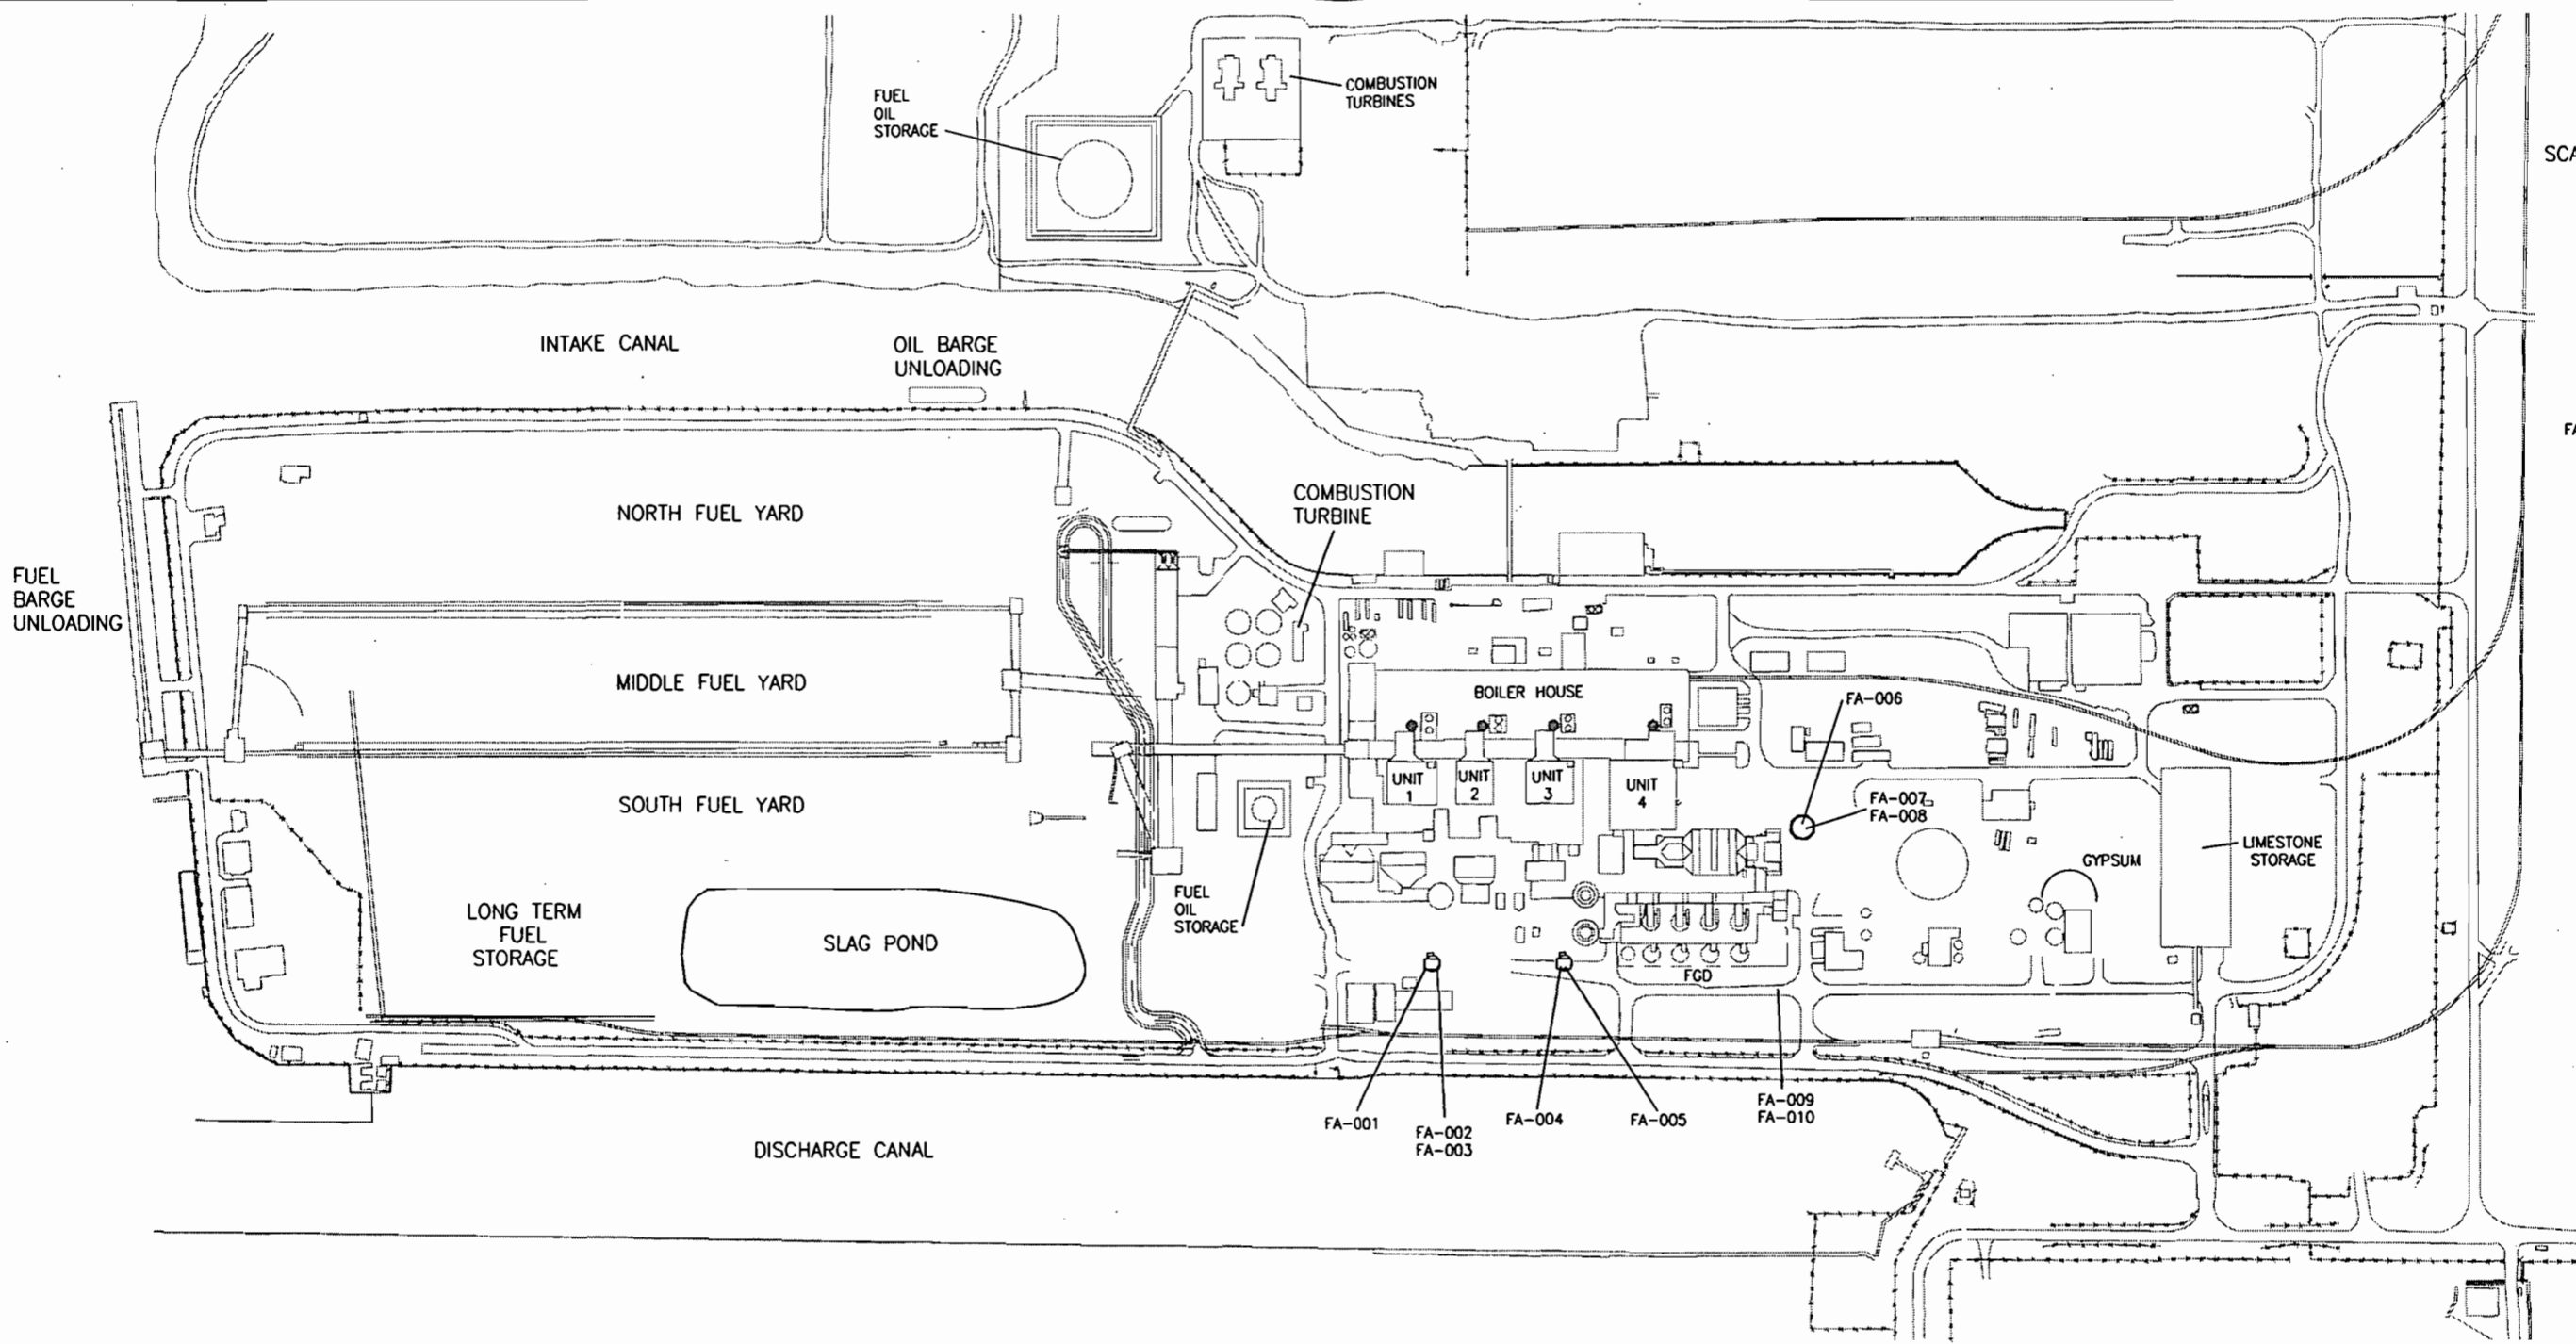 COMBUSTION
TURBINES
FUEL
OIL
STORAGE
SCA
INTAKE CANAL
OIL BARGE
UNLOADING
FA
COMBUSTION
TURBINE
NORTH FUEL YARD
FUEL
BARGE
UNLOADING
MIDDLE FUEL YARD
BOILER HOUSE
FA-006
UNIT
1
UNIT
2
UNIT
3
UNIT
4
SOUTH FUEL YARD
FA-007
FA-008
LIMESTONE
STORAGE
GYPSUM
FUEL
OIL
STORAGE
LONG TERM
FUEL
STORAGE
SLAG POND
FGD
FA-001
FA-002
FA-003
FA-004
FA-005
FA-009
FA-010
DISCHARGE CANAL